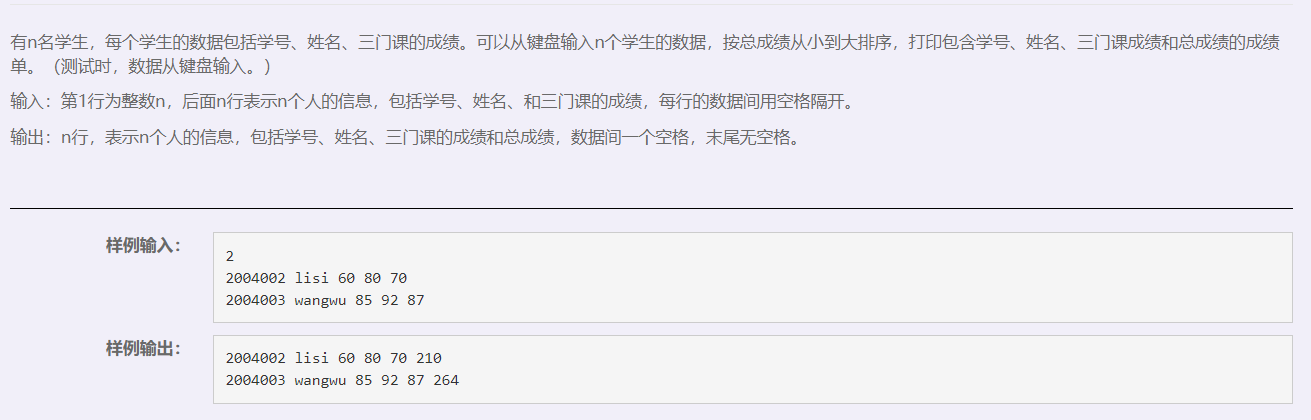 有n名学生，每个学生的数据包括学号、姓名、三门课的成绩。可以从键盘输入n个学生的数据，按总成绩从小到大排序，打印包含学号、姓名、三门课成绩和总成绩的成绩
单。（测试时，数据从键盘输入。）
输入：第1行为整数n，后面n行表示n个人的信息，包括学号、姓名、和三门课的成绩，每行的数据间用空格隔开。
输出：n行，表示n个人的信息，包括学号、姓名、三门课的成绩和总成绩，数据间一个空格，末尾无空格。
样例输入：
2
2004002 lisi 60 80 70
2004003 wangwu 85 92 87
样例输出：
2004002 lisi 60 80 70 210
2004003 wangwu 85 92 87 264